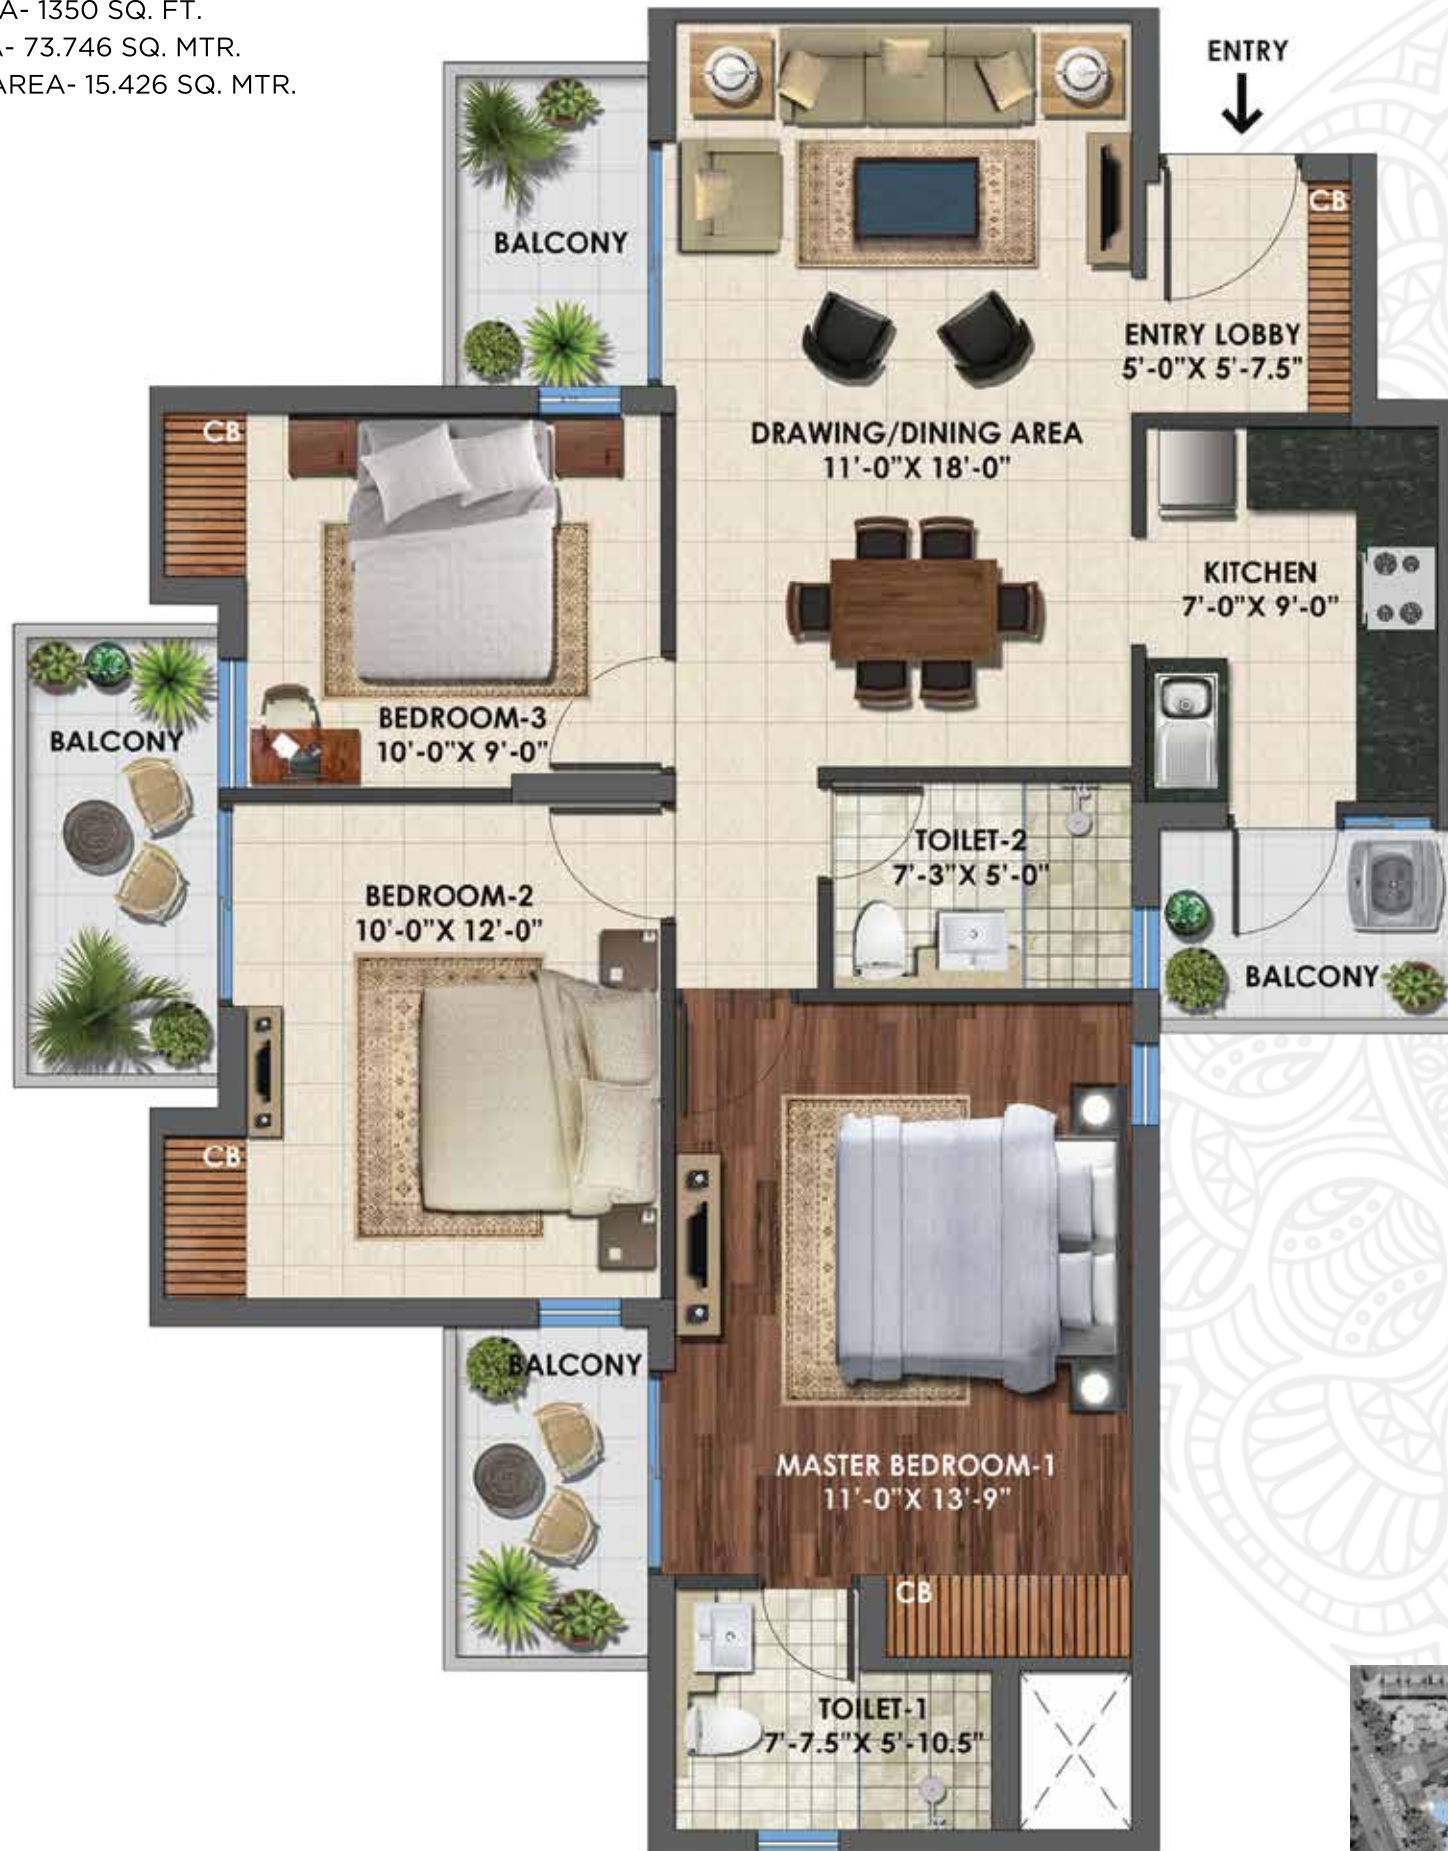 A- 1350 SQ. FT.
A- 73.746 SQ. MTR.
AREA- 15.426 SQ. MTR.
ENTRY
CB
BALCONY
ENTRY LOBBY
5'-0"X 5'-7.5"
CB
DRAWING/DINING AREA
11'-0"X 18'-0"
KITCHEN
7'-0"X 9'-0"
BEDROOM-3
10'-0"X 9'-0"
BALCONY
TOILET-2
7'-3"X 5'-0"
BEDROOM-2
10'-0"X 12'-0"
BALCONY
CB
BALCONY
MASTER BEDROOM-1
11'-0"X 13'-9"
CB
TOILET-1
7'-7.5"X 5'-10.5"